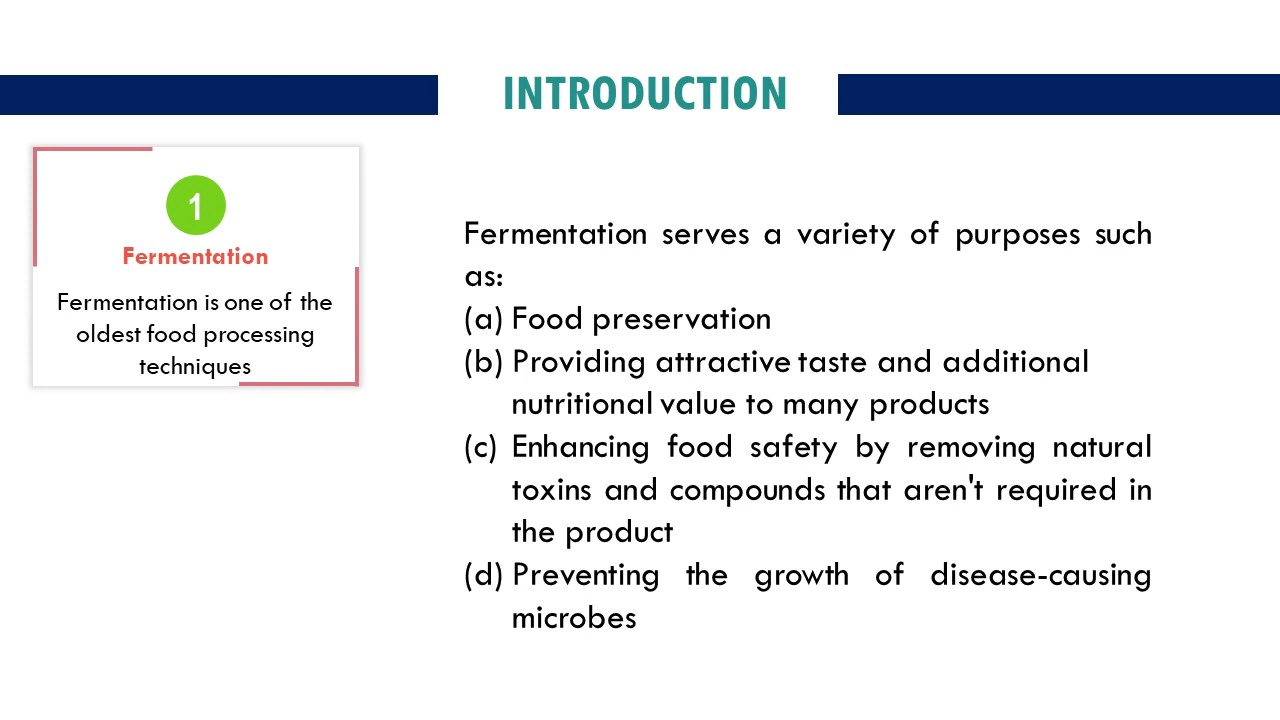 INTRODUCTION
1
Fermentation
Fermentation is one of the
oldest food processing
techniques
Fermentation serves a variety of purposes such
as:
(a) Food preservation
(b) Providing attractive taste and additional
nutritional value to many products
(c) Enhancing food safety by removing natural
toxins and compounds that aren't required in
the product
(d) Preventing the growth of disease-causing
microbes